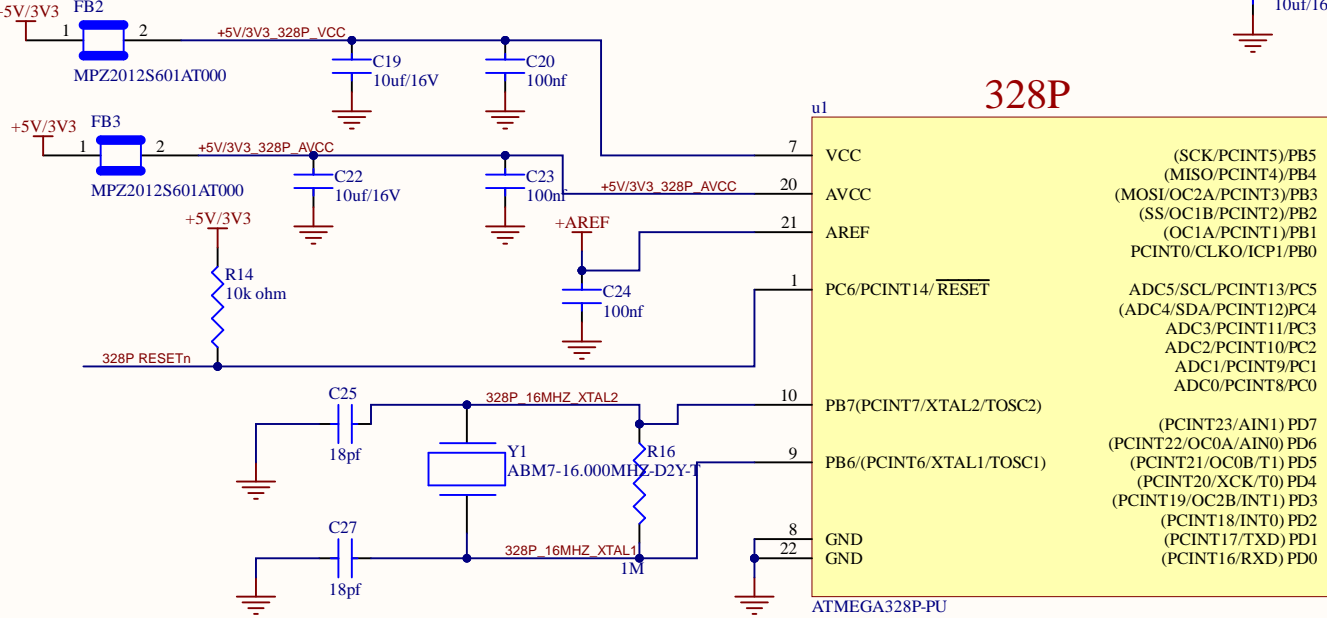 FB2
10uf/16
+5V/3V3
1
2
+5V/3V3_328P_VCC
MPZ2012S601AT000
C19
10uf/16V
C20
100nf
328P
u1
+5V/3V3
FB3
1
2
+5V/3V3_328P_AVCC
MPZ2012S601AT000
C22
10uf/16V
C23
100nf
+5V/3V3_328P_AVCC
7
VCC
20
AVCC
21
AREF
+AREF
C24
100nf
+5V/3V3
R14
10k ohm
1
PC6/PCINT14/RESET
328P RESETn
(SCK/PCINT5)/PB5
(MISO/PCINT4)/PB4
(MOSI/OC2A/PCINT3)/PB3
(SS/OC1B/PCINT2)/PB2
(OC1A/PCINT1)/PB1
PCINT0/CLKO/ICP1/PB0
ADC5/SCL/PCINT13/PC5
(ADC4/SDA/PCINT12)PC4
ADC3/PCINT11/PC3
ADC2/PCINT10/PC2
ADC1/PCINT9/PC1
ADC0/PCINT8/PC0
C25
18pf
328P_16MHZ_XTAL2
10
PB7(PCINT7/XTAL2/TOSC2)
Y1
ABM7-16.000MHZ-D2Y-T
R16
9
PB6/(PCINT6/XTAL1/TOSC1)
C27
18pf
328P_16MHZ_XTAL1
1M
8
GND
22
GND
(PCINT23/AIN1) PD7
(PCINT22/OC0A/AIN0) PD6
(PCINT21/OC0B/T1) PD5
(PCINT20/XCK/T0) PD4
(PCINT19/OC2B/INT1) PD3
(PCINT18/INT0) PD2
(PCINT17/TXD) PD1
(PCINT16/RXD) PD0
ATMEGA328P-PU